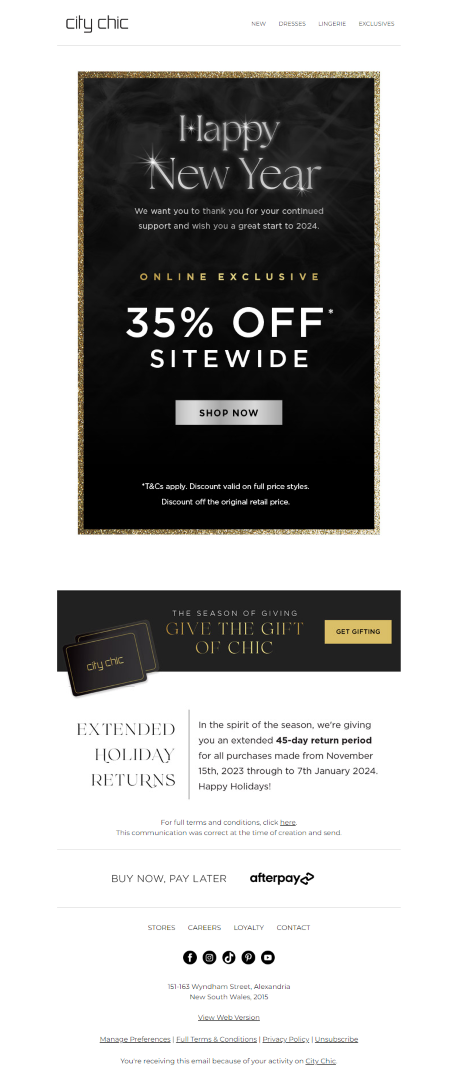 city chic
NEW DRESSES LINGERIE EXCLUSIVES
Happy
New Year
We want you to thank you for your continued
support and wish you a great start to 2024.
ONLINE EXCLUSIVE
35% OFF*
SITEWIDE
SHOP NOW
*T&Cs apply. Discount valid on full price styles.
Discount off the original retail price.
THE SEASON OF GIVING
GIVE THE GIFT
OF CHIC
GET GIFTING
city chic
EXTENDED
HOLIDAY
RETURNS
In the spirit of the season, we're giving
you an extended 45-day return period
for all purchases made from November
15th, 2023 through to 7th January 2024.
Happy Holidays!
For full terms and conditions, click here.
This communication was correct at the time of creation and send.
BUY NOW, PAY LATER afterpay
STORES CAREERS LOYALTY CONTACT
151-163 Wyndham Street, Alexandria
New South Wales, 2015
View Web Version
Manage Preferences | Full Terms & Conditions | Privacy Policy | Unsubscribe
You're receiving this email because of your activity on City Chic.